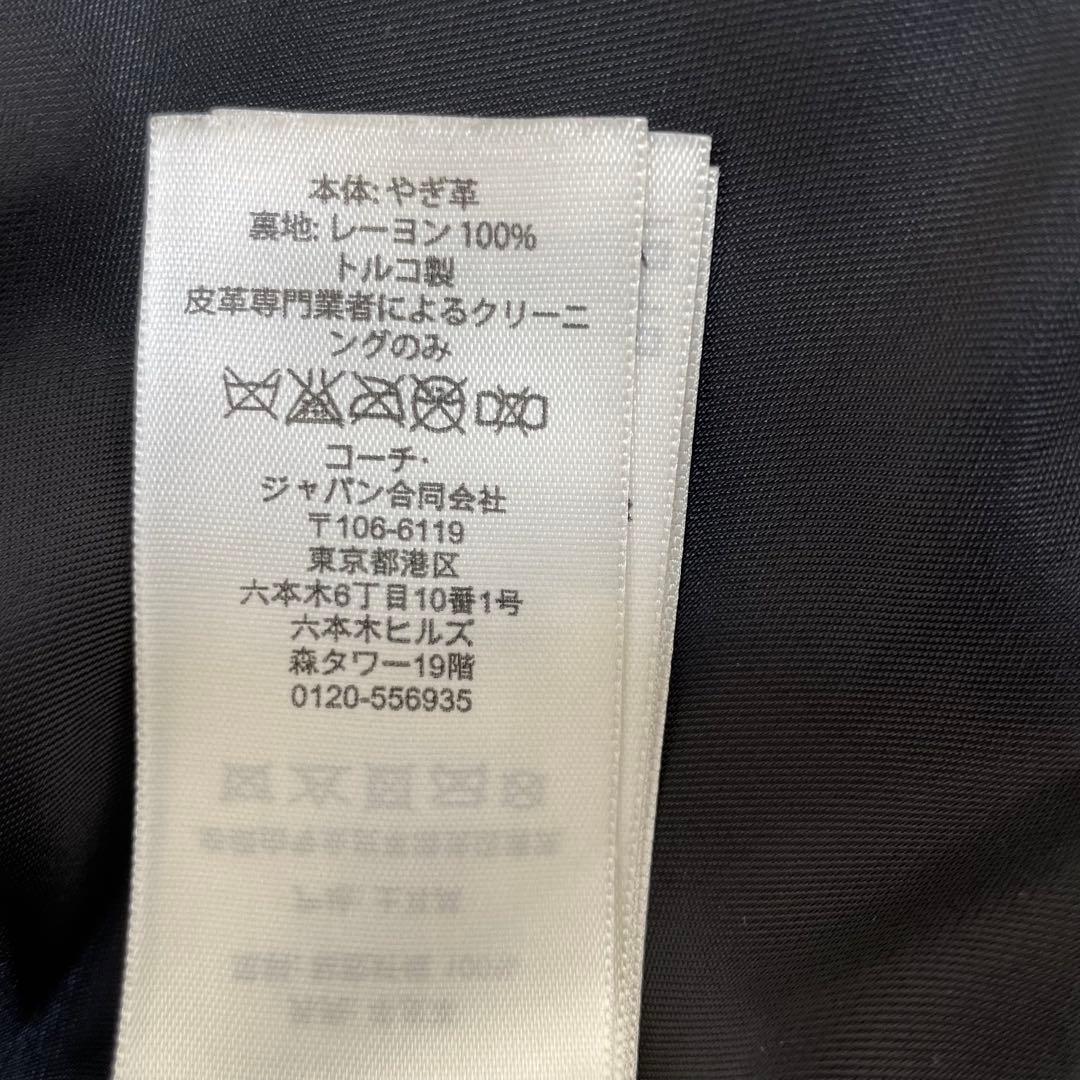 本体: やぎ革
裏地: レーヨン 100%
トルコ製
皮革専門業者によるクリーニ
ングのみ
コーチ・
ジャパン合同会社
〒106-6119
東京都港区
六本木6丁目10番1号
六本木ヒルズ
森タワー19階
0120-556935